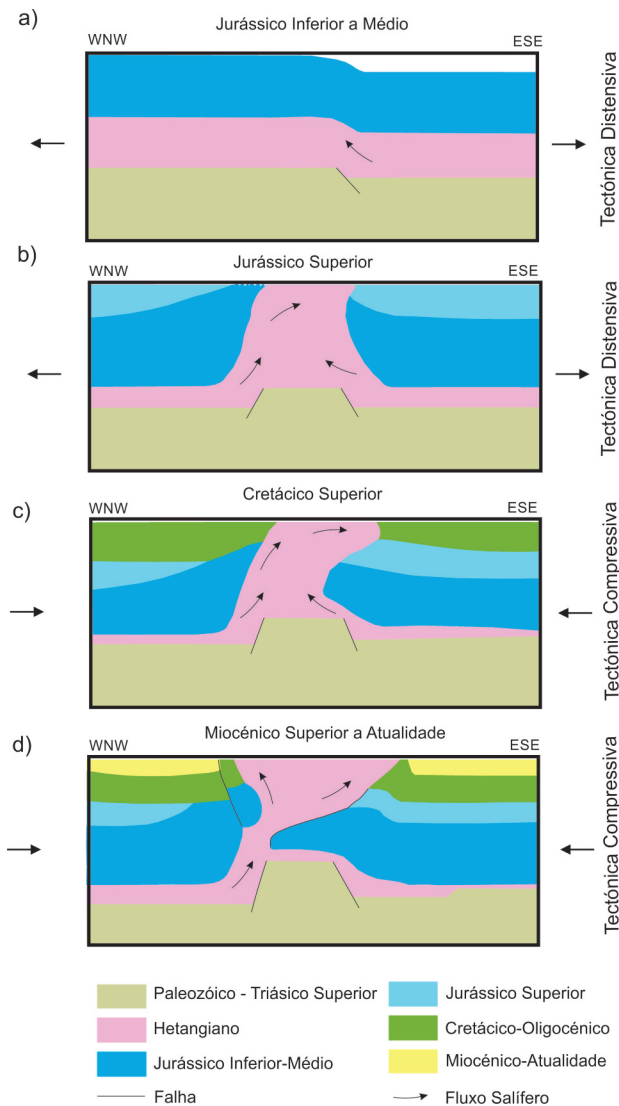 a)
Jurássico Inferior a Médio
WNW
ESE
Tectónica Distensiva
b)
Jurássico Superior
WNW
ESE
Tectónica Distensiva
Cretácico Superior
c)
WNW
ESE
Tectónica Compressiva
Miocénico Superior a Atualidade
d)
WNW
ESE
Tectónica Compressiva
Paleozóico - Triásico Superior
Jurássico Superior
Hetangiano
Cretácico-Oligocénico
Jurássico Inferior-Médio
Miocénico-Atualidade
Falha
Fluxo Salífero